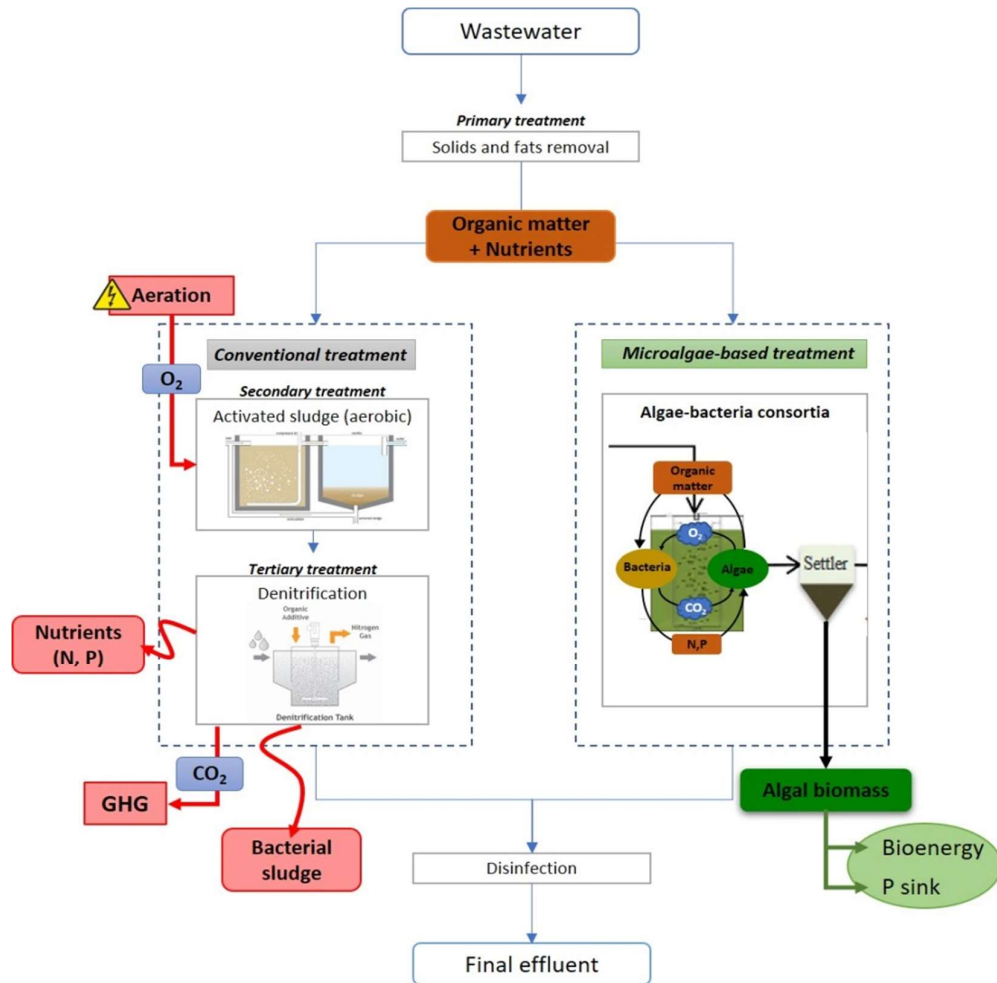 Wastewater
Primary treatment
Solids and fats removal
Organic matter
+ Nutrients
Aeration
O₂
Conventional treatment
Secondary treatment
Activated sludge (aerobic)
Tertiary treatment
Denitrification
Organic
Additive
Nitrogen
Gas
Denitrification Tank
Nutrients
(N, P)
CO₂
GHG
Bacterial
sludge
Microalgae-based treatment
Algae-bacteria consortia
Organic
matter
O₂
Bacteria
Algae
CO₂
N,P
Settler
Algal biomass
Bioenergy
P sink
Disinfection
Final effluent